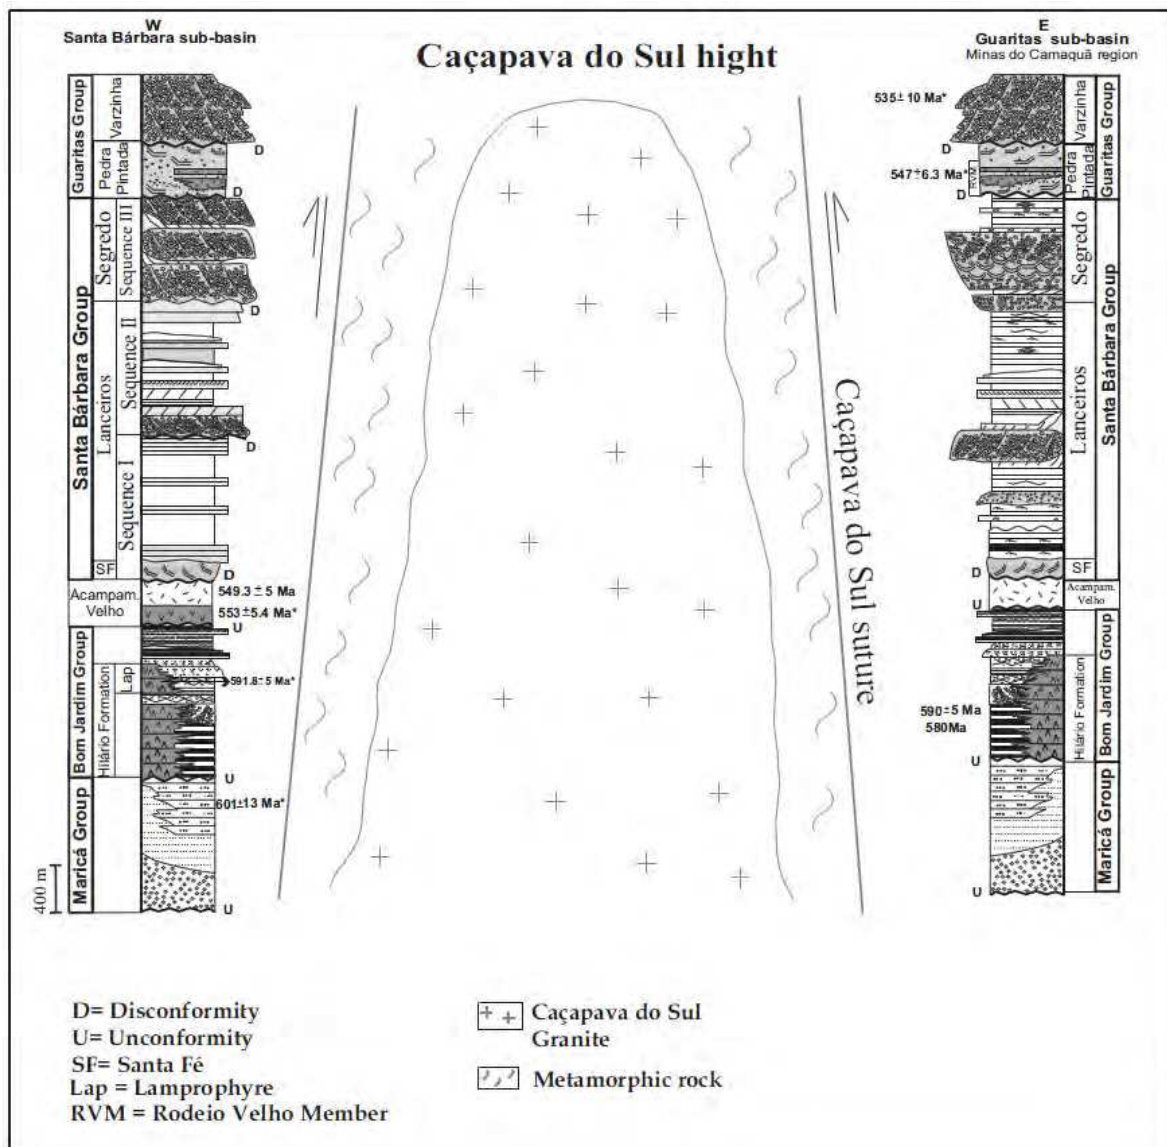 W
Santa Bárbara sub-basin
Caçapava do Sul hight
E
Guaritas sub-basin
Minas do Camaquã region
Guaritas Group
Varzinha
Pedra
Pintada
D
D
Santa Bárbara Group
Segredo
Sequence III
D
Lanceiros
Sequence II
D
Sequence I
SF
D
Acampam.
Velho
549.3 ± 5 Ma
553 ±5.4 Ma*
U
Bom Jardim Group
Hilário Formation
Lap
591.8± 5 Ma*
U
Maricá Group
601±13 Ma*
U
400 m
Caçapava do Sul suture
535± 10 Ma*
D
547±6.3 Ma*
RVM
D
Varzinha
Pedra
Pintada
Guaritas Group
Segredo
Lanceiros
Santa Bárbara Group
SF
D
Acampam.
Velho
U
590±5 Ma
580Ma
Hilário Formation
Bom Jardim Group
U
Maricá Group
U
D= Disconformity
U= Unconformity
SF= Santa Fé
Lap = Lamprophyre
RVM = Rodeio Velho Member
Caçapava do Sul
Granite
Metamorphic rock